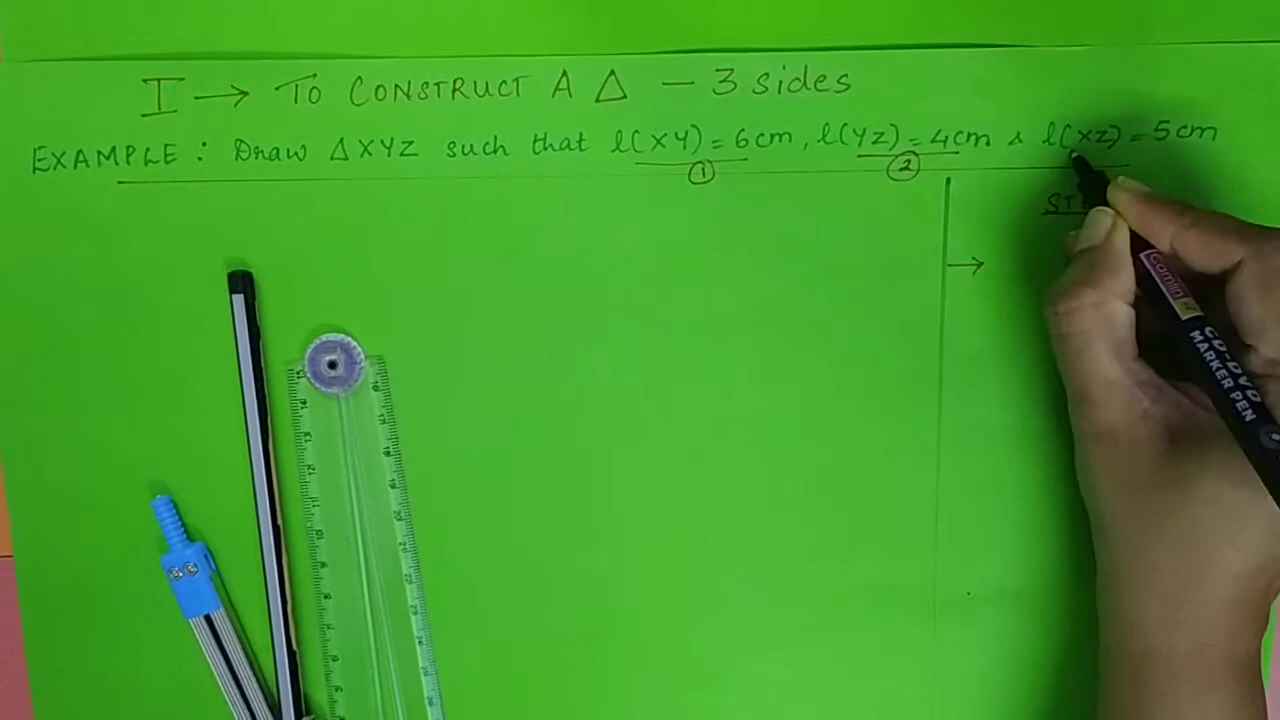 I → TO CONSTRUCT A Δ – 3 sides
EXAMPLE : Draw ΔXYZ such that l(XY) = 6cm, l(YZ) = 4cm & l(XZ) = 5cm
① ②
→
Camlin
CD-DVD
MARKER PEN